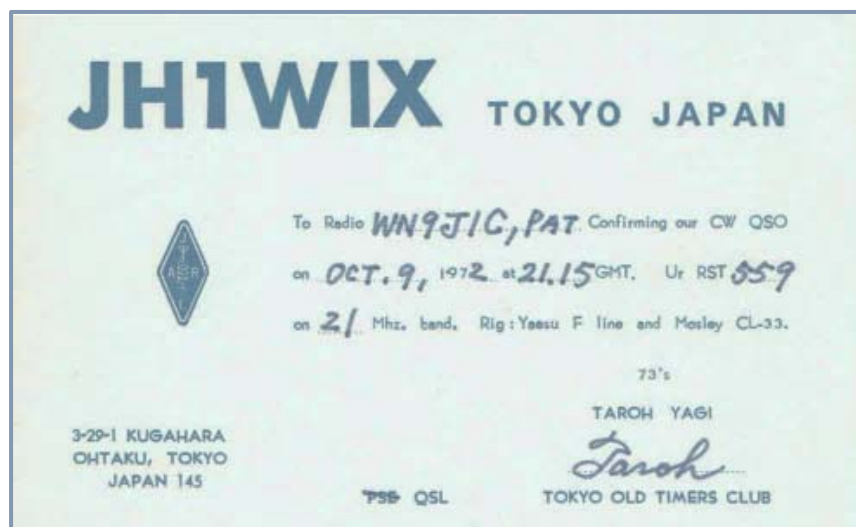 JH1WIX TOKYO JAPAN
To Radio WN9JIC, PAT Confirming our CW QSO
on OCT. 9, 1972 at 21.15 GMT. Ur RST 559
on 21 Mhz. band. Rig: Yaesu F line and Mosley CL-33.
73's
TAROH YAGI
3-29-1 KUGAHARA
OHTAKU, TOKYO
JAPAN 145
Taroh
PSE QSL
TOKYO OLD TIMERS CLUB